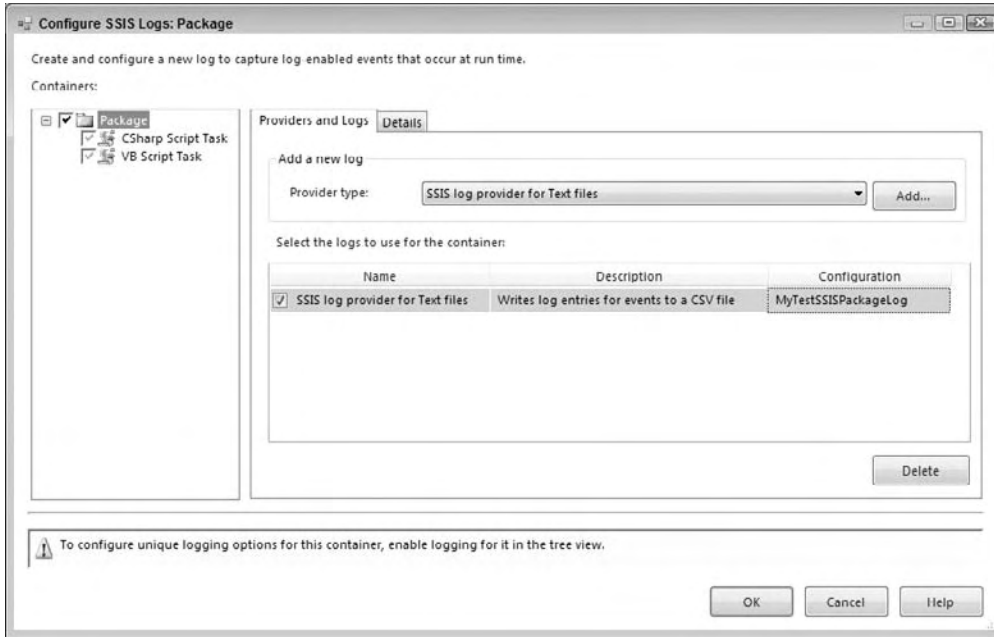 Configure SSIS Logs: Package
Create and configure a new log to capture log-enabled events that occur at run time.
Containers:
Package
CSharp Script Task
VB Script Task
Providers and Logs Details
Add a new log
Provider type: SSIS log provider for Text files Add...
Select the logs to use for the container:
Name Description Configuration
SSIS log provider for Text files Writes log entries for events to a CSV file MyTestSSISPackageLog
Delete
To configure unique logging options for this container, enable logging for it in the tree view.
OK Cancel Help